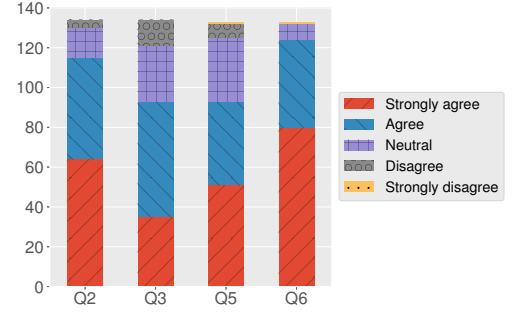 140
120
100
80
60
40
20
0
Q2 Q3 Q5 Q6
Strongly agree
Agree
Neutral
Disagree
Strongly disagree